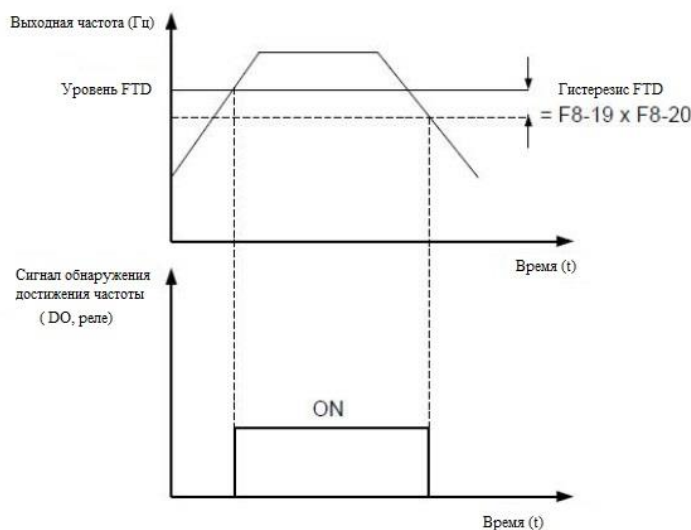 Выходная частота (Гц)
Уровень FTD
Гистерезис FTD
= F8-19 x F8-20
Время (t)
Сигнал обнаружения
достижения частоты
( DO, реле)
ON
Время (t)